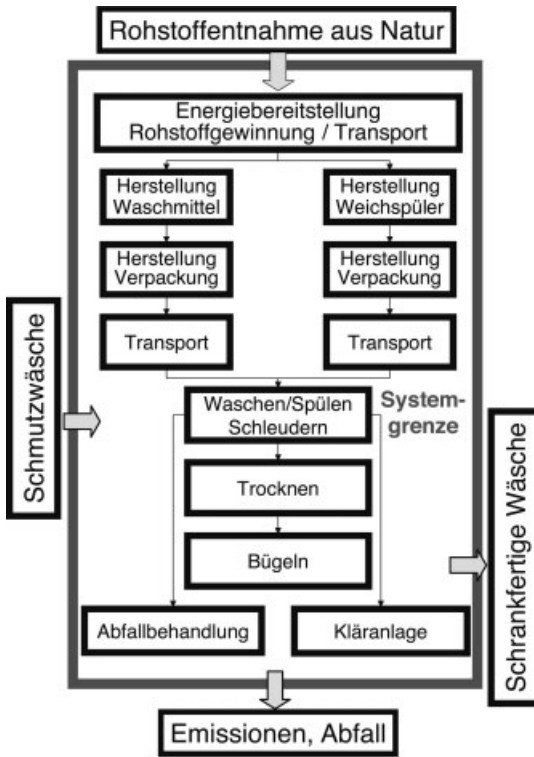 Rohstoffentnahme aus Natur
Energiebereitstellung
Rohstoffgewinnung / Transport
Herstellung
Waschmittel
Herstellung
Weichspüler
Herstellung
Verpackung
Herstellung
Verpackung
Transport
Transport
Schmutzwäsche
Waschen/Spülen
Schleudern
System-
grenze
Trocknen
Bügeln
Schrankfertige Wäsche
Abfallbehandlung
Kläranlage
Emissionen, Abfall